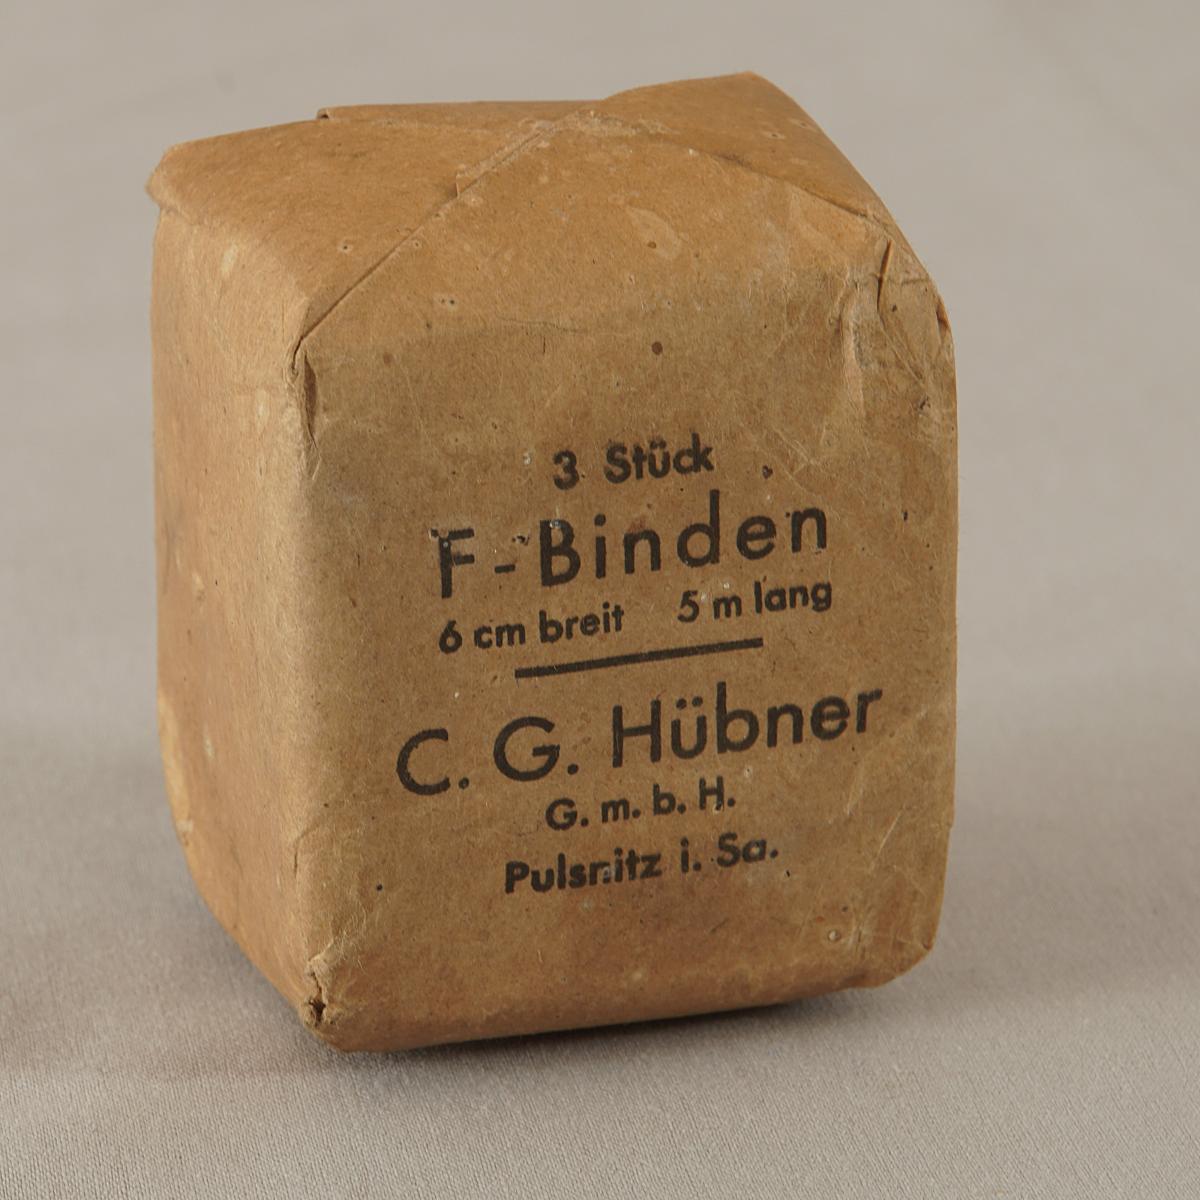 3 Stück
F-Binden
6 cm breit 5 m lang
C. G. Hübner
G. m. b. H.
Pulsnitz i. Sa.